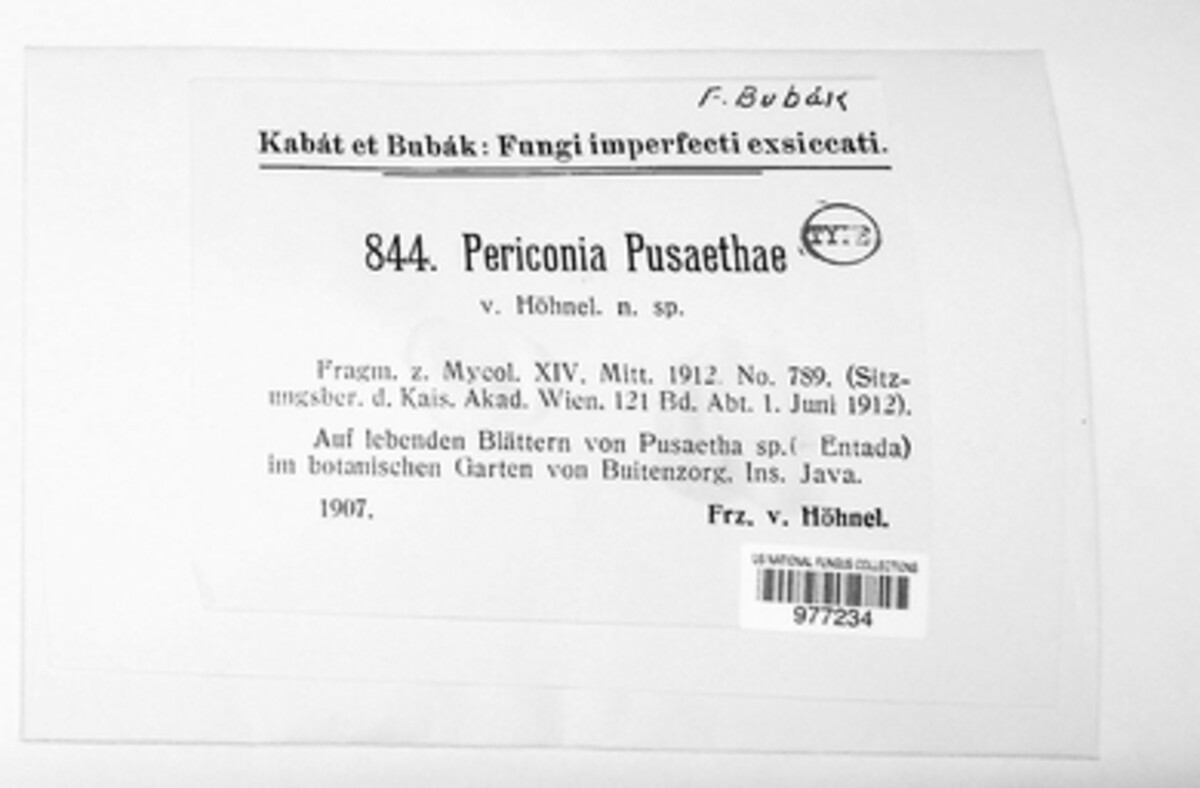 F. Bubák
Kabát et Bubák: Fungi imperfecti exsiccati.
844. Periconia Pusaethae
TYPE
v. Höhnel. n. sp.
Fragm. z. Mycol. XIV. Mitt. 1912. No. 789. (Sitz-
ungsber. d. Kais. Akad. Wien. 121 Bd. Abt. 1. Juni 1912).
Auf lebenden Blättern von Pusaetha sp.( Entada)
im botanischen Garten von Buitenzorg. Ins. Java.
1907. Frz. v. Höhnel.
US NATIONAL FUNGUS COLLECTIONS
977234